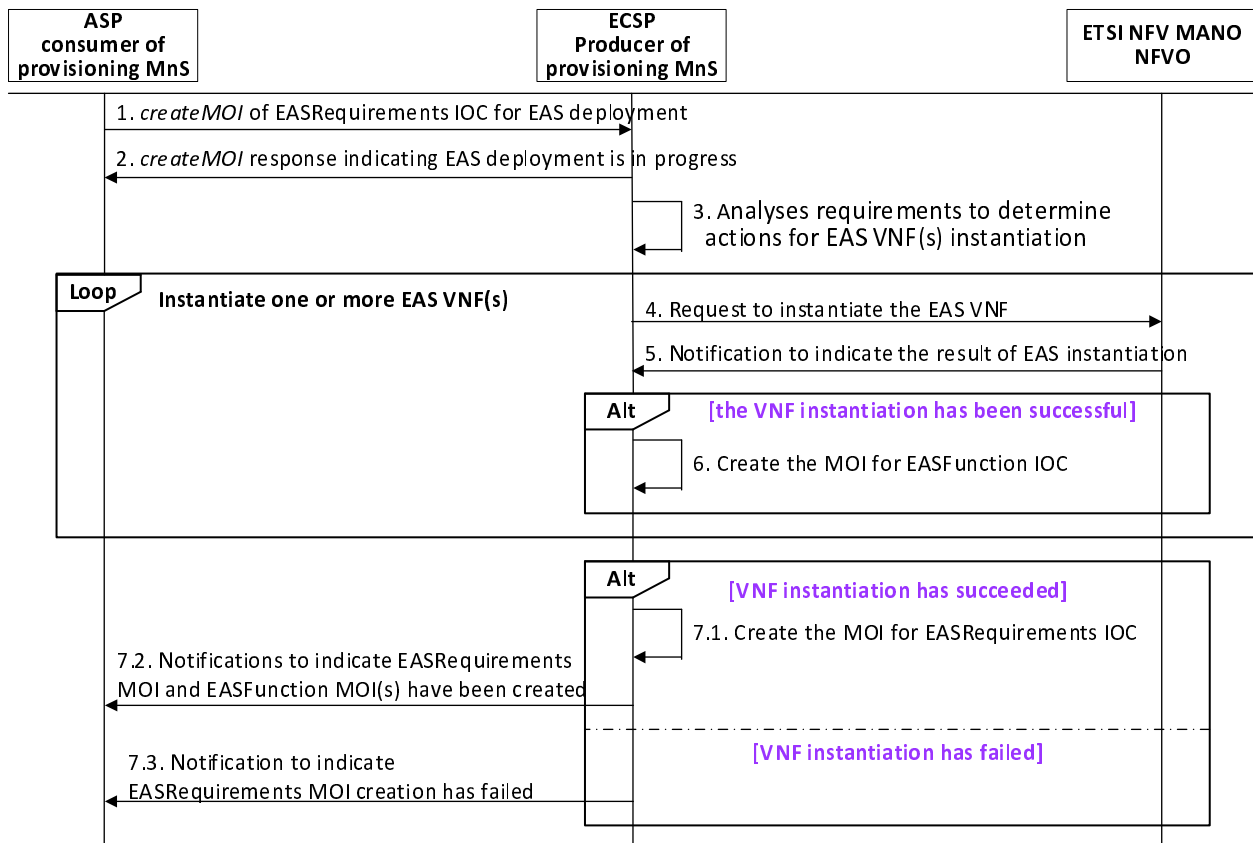 ASP
consumer of
provisioning MnS
ECSP
Producer of
provisioning MnS
ETSI NFV MANO
NFVO
1. createMOI of EASRequirements IOC for EAS deployment
2. createMOI response indicating EAS deployment is in progress
3. Analyses requirements to determine
actions for EAS VNF(s) instantiation
Loop
Instantiate one or more EAS VNF(s)
4. Request to instantiate the EAS VNF
5. Notification to indicate the result of EAS instantiation
Alt
[the VNF instantiation has been successful]
6. Create the MOI for EASFunction IOC
Alt
[VNF instantiation has succeeded]
7.1. Create the MOI for EASRequirements IOC
7.2. Notifications to indicate EASRequirements
MOI and EASFunction MOI(s) have been created
[VNF instantiation has failed]
7.3. Notification to indicate
EASRequirements MOI creation has failed